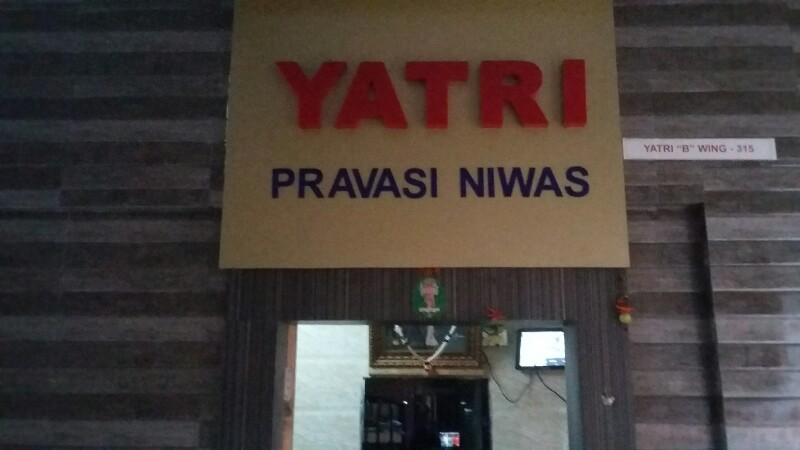 YATRI
PRAVASI NIWAS
YATRI "B" WING - 315